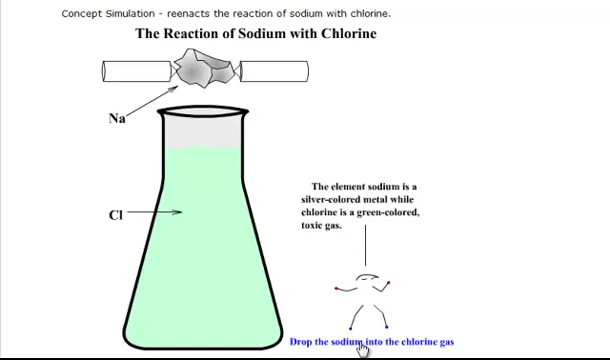 Concept Simulation - reenacts the reaction of sodium with chlorine.
The Reaction of Sodium with Chlorine
Na
Cl
The element sodium is a
silver-colored metal while
chlorine is a green-colored,
toxic gas.
Drop the sodium into the chlorine gas